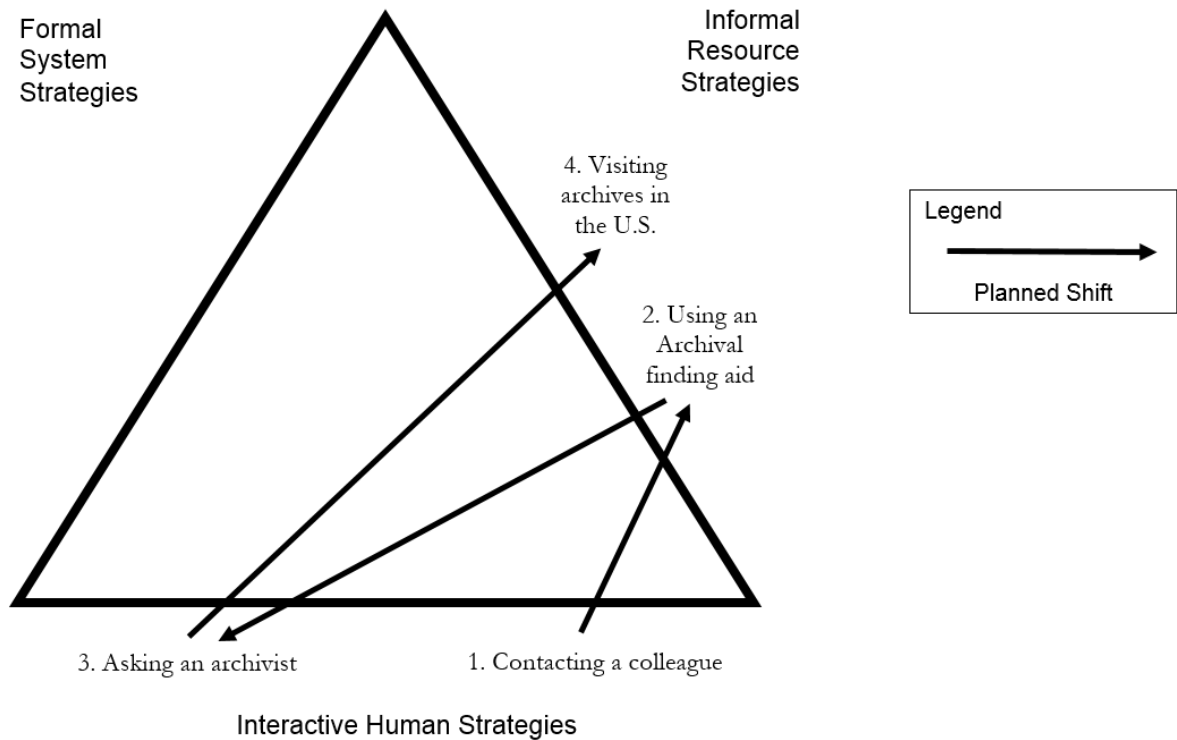 Formal
System
Strategies
Informal
Resource
Strategies
4. Visiting
archives in
the U.S.
Legend
Planned Shift
2. Using an
Archival
finding aid
3. Asking an archivist
1. Contacting a colleague
Interactive Human Strategies